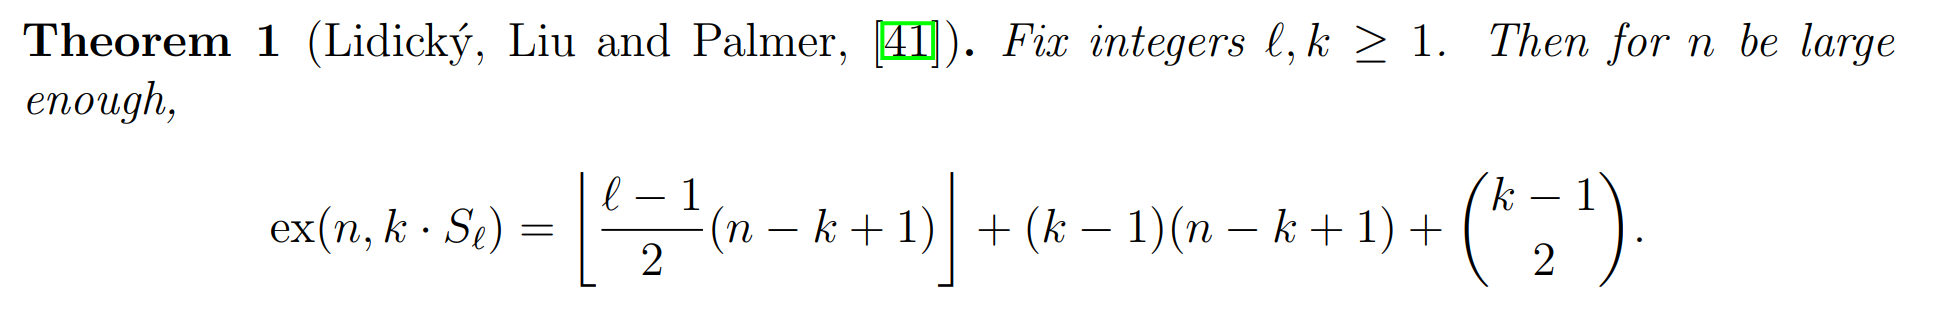 Theorem 1 (Lidický, Liu and Palmer, [41]). Fix integers ℓ, k ≥ 1. Then for n be large
enough,
ex(n, k · S_ℓ) = ⌊ (ℓ − 1)/2 (n − k + 1) ⌋ + (k − 1)(n − k + 1) + \binom{k − 1}{2}.